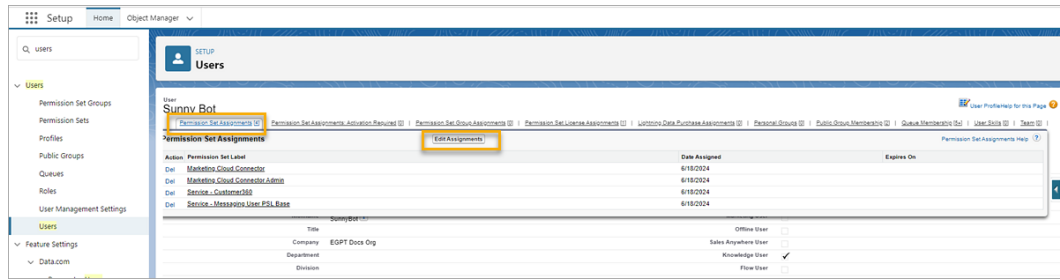 Setup Home Object Manager
users
SETUP
Users
Users
Permission Set Groups
Permission Sets
Profiles
Public Groups
Queues
Roles
User Management Settings
Users
Feature Settings
Data.com
User
Sunny Bot
User Profile Help for this Page
Permission Set Assignments [4] | Permission Set Assignments: Activation Required [0] | Permission Set Group Assignments [0] | Permission Set License Assignments [1] | Lightning Data Purchase Assignments [0] | Personal Groups [0] | Public Group Membership [0] | Queue Membership [5+] | User Skills [0] | Team [0] |
Permission Set Assignments Edit Assignments Permission Set Assignments Help
Action Permission Set Label Date Assigned Expires On
Del Marketing Cloud Connector 6/18/2024
Del Marketing Cloud Connector Admin 6/18/2024
Del Service - Customer360 6/18/2024
Del Service - Messaging User PSL Base 6/18/2024
SunnyBot
Title Offline User
Company EGPT Docs Org Sales Anywhere User
Department Knowledge User
Division Flow User